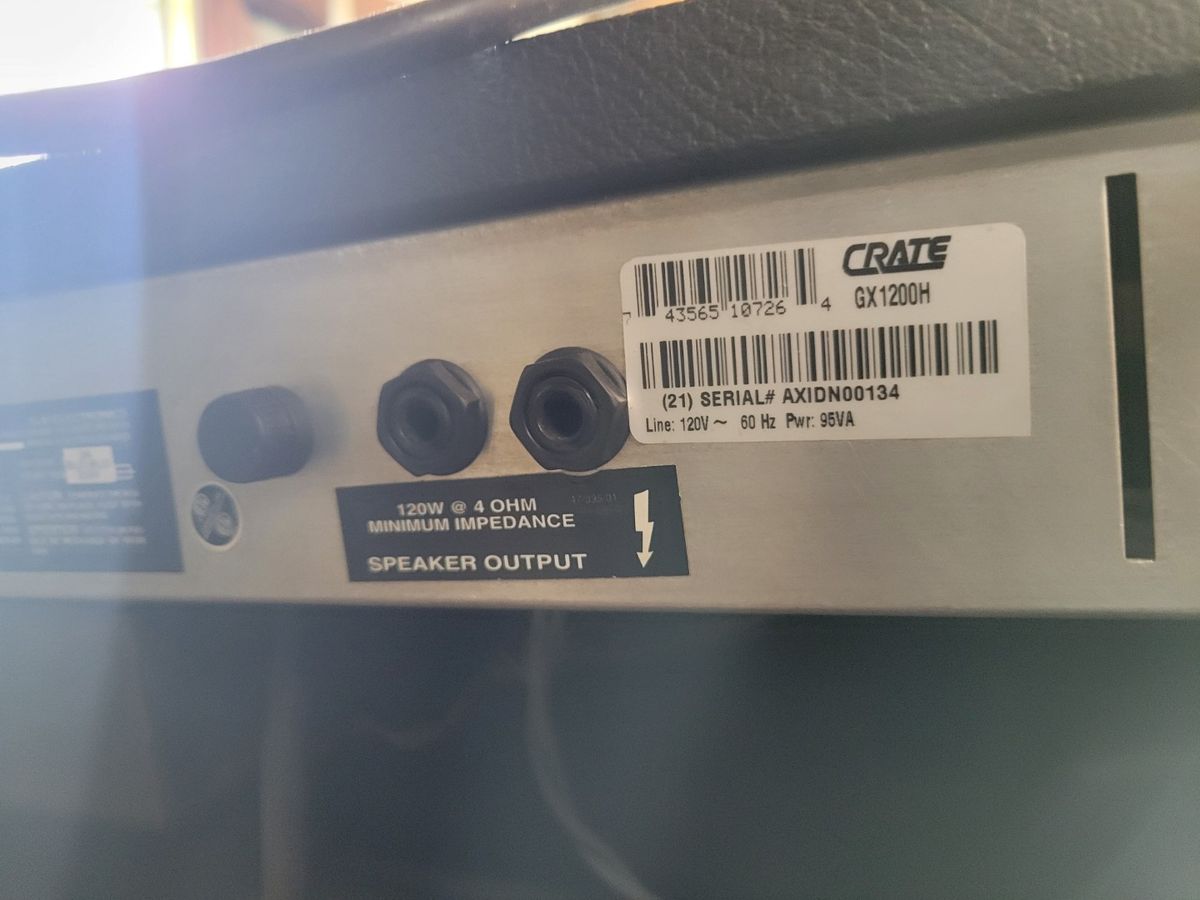 CRATE
GX1200H
7 43565 10726 4
(21) SERIAL# AXIDN00134
Line: 120V ~ 60 Hz Pwr: 95VA
120W @ 4 OHM
MINIMUM IMPEDANCE
SPEAKER OUTPUT